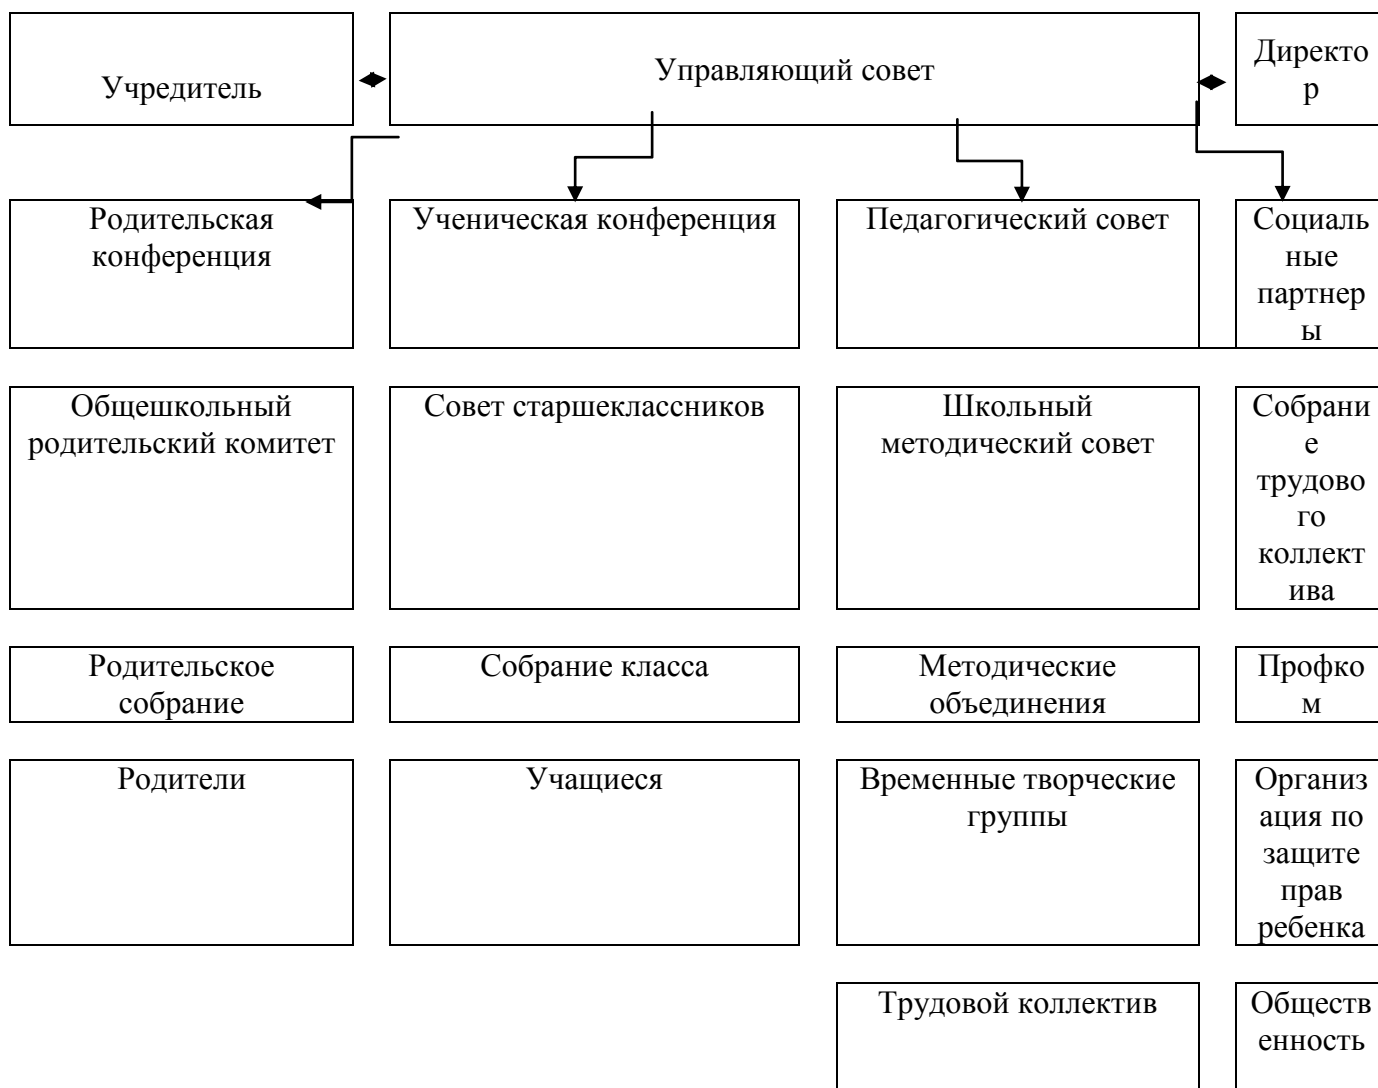 Учредитель
Управляющий совет
Директо
р
Родительская
конференция
Ученическая конференция
Педагогический совет
Социаль
ные
партнер
ы
Общешкольный
родительский комитет
Совет старшеклассников
Школьный
методический совет
Собрани
е
трудово
го
коллект
ива
Родительское
собрание
Собрание класса
Методические
объединения
Профко
м
Родители
Учащиеся
Временные творческие
группы
Организ
ация по
защите
прав
ребенка
Трудовой коллектив
Обществ
енность